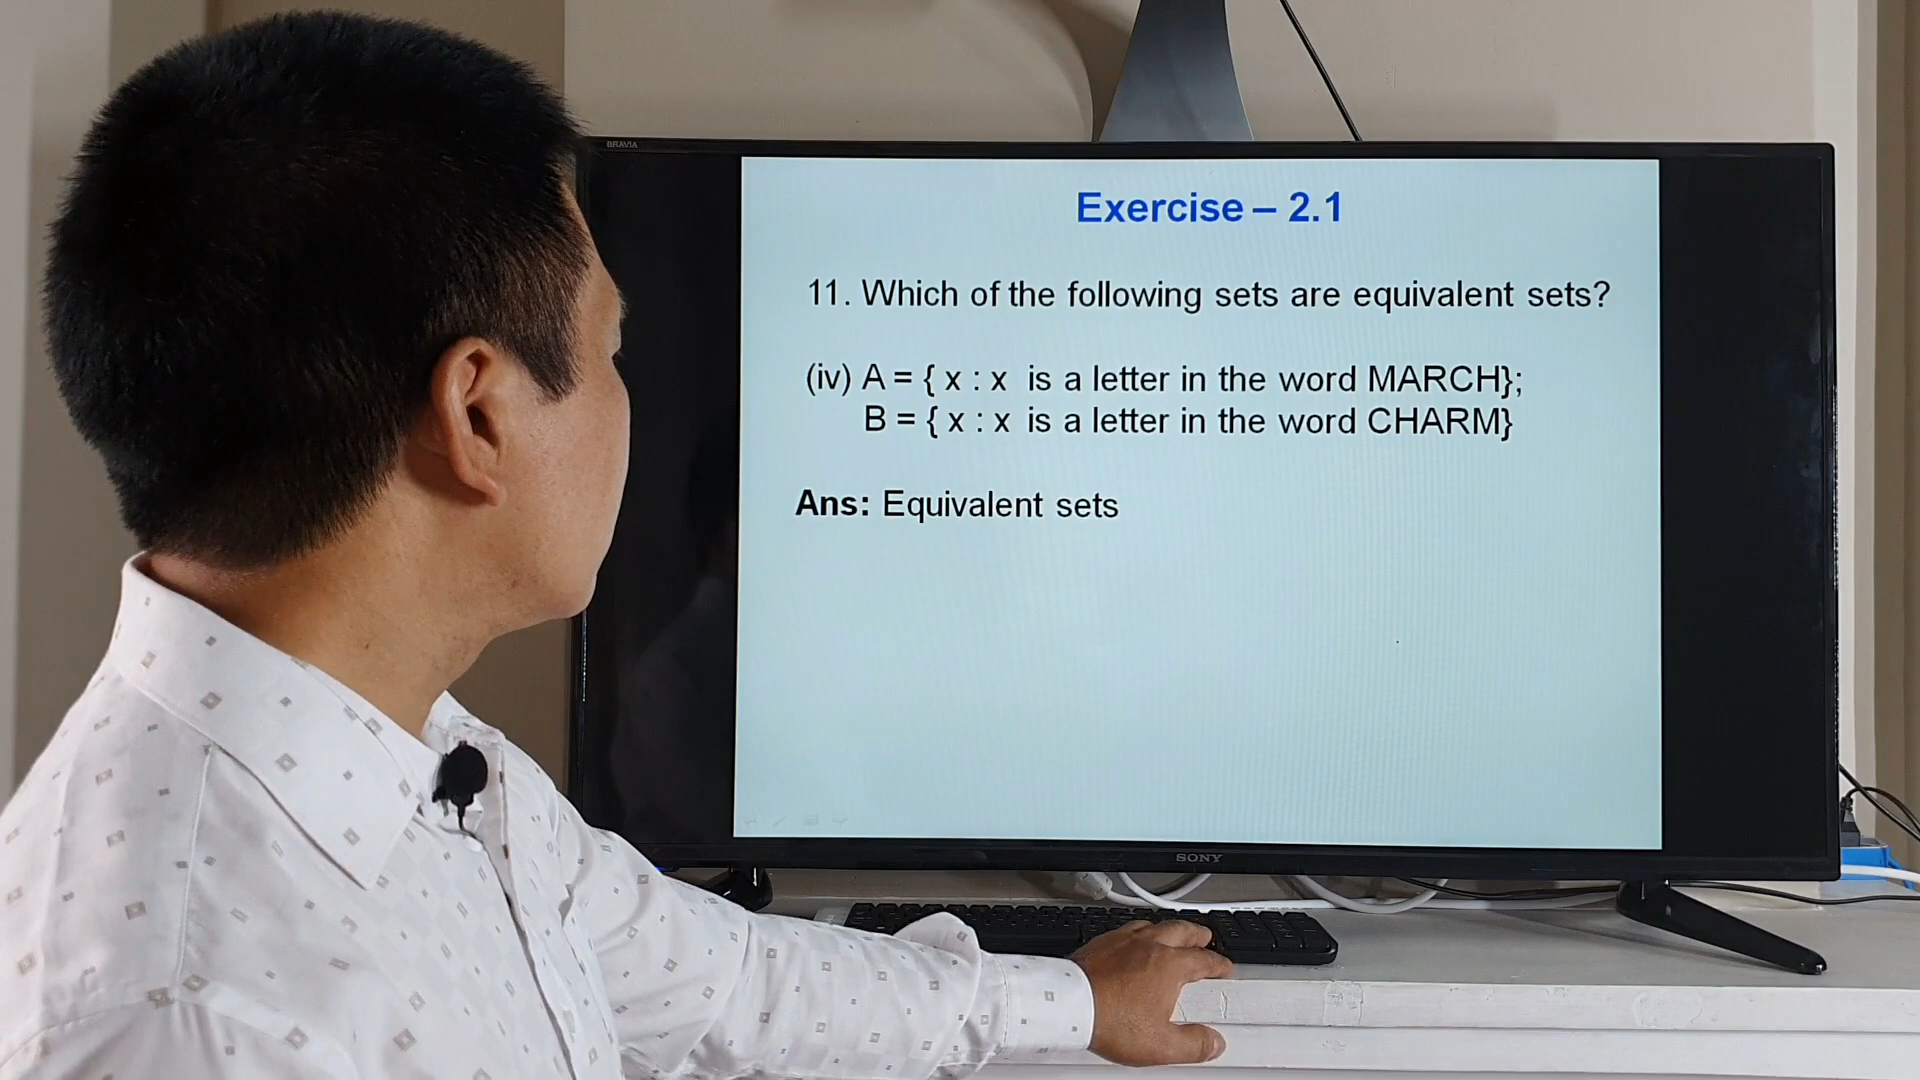 BRAVIA
Exercise – 2.1
11. Which of the following sets are equivalent sets?
(iv) A = { x : x is a letter in the word MARCH};
B = { x : x is a letter in the word CHARM}
Ans: Equivalent sets
SONY